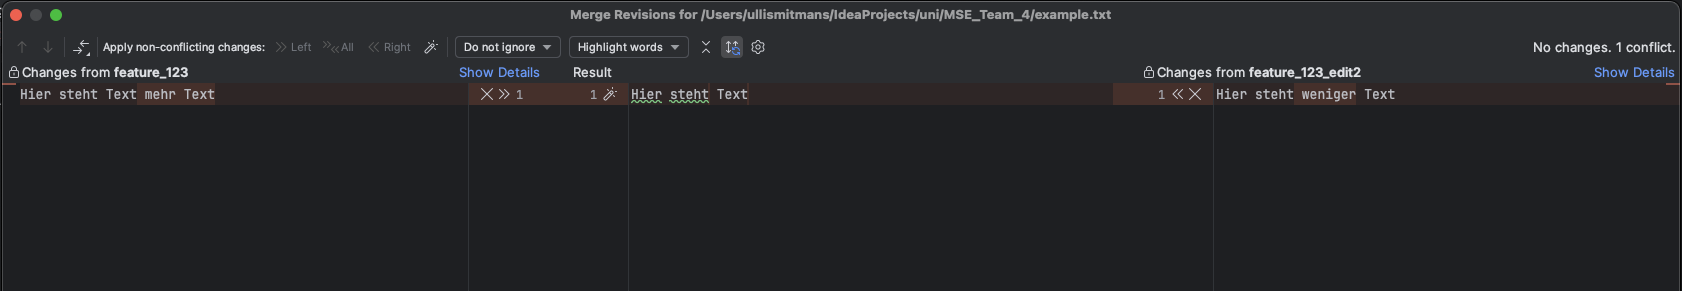 Merge Revisions for /Users/ullismitmans/IdeaProjects/uni/MSE_Team_4/example.txt
Apply non-conflicting changes: Left All Right Do not ignore Highlight words No changes. 1 conflict.
Changes from feature_123 Show Details Result Changes from feature_123_edit2 Show Details
Hier steht Text mehr Text 1 1 Hier steht Text 1 Hier steht weniger Text